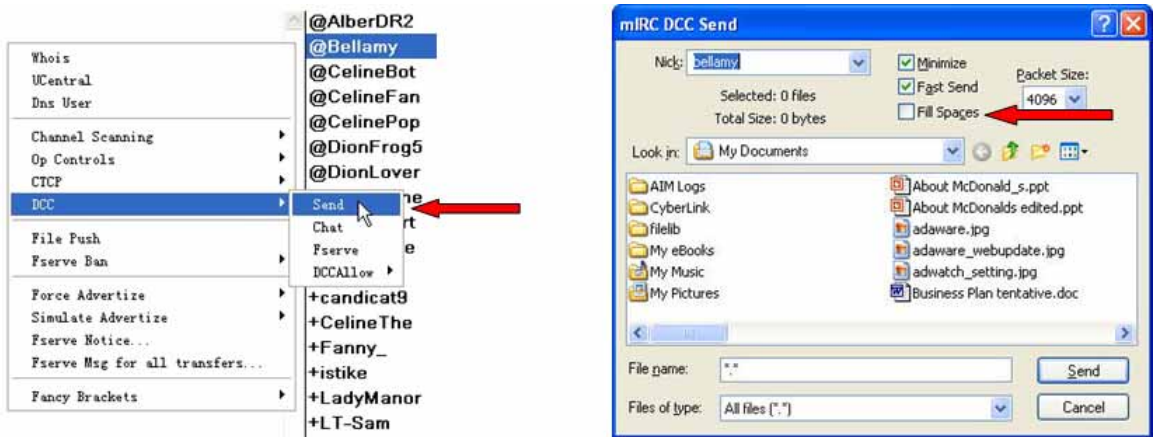 Whois
UCentral
Dns User
Channel Scanning
Op Controls
CTCP
DCC
File Push
Fserve Ban
Force Advertize
Simulate Advertize
Fserve Notice...
Fserve Msg for all transfers...
Fancy Brackets
Send
Chat
Fserve
DCCAllow
@AlberDR2
@Bellamy
@CelineBot
@CelineFan
@CelinePop
@DionFrog5
@DionLover
+candicat9
+CelineThe
+Fanny_
+istike
+LadyManor
+LT-Sam
mIRC DCC Send
Nick: bellamy
Selected: 0 files
Total Size: 0 bytes
Minimize
Fast Send
Fill Spaces
Packet Size:
4096
Look in: My Documents
AIM Logs
CyberLink
filelib
My eBooks
My Music
My Pictures
About McDonald_s.ppt
About McDonalds edited.ppt
adaware.jpg
adaware_webupdate.jpg
adwatch_setting.jpg
Business Plan tentative.doc
File name: "."
Send
Files of type: All files (".")
Cancel